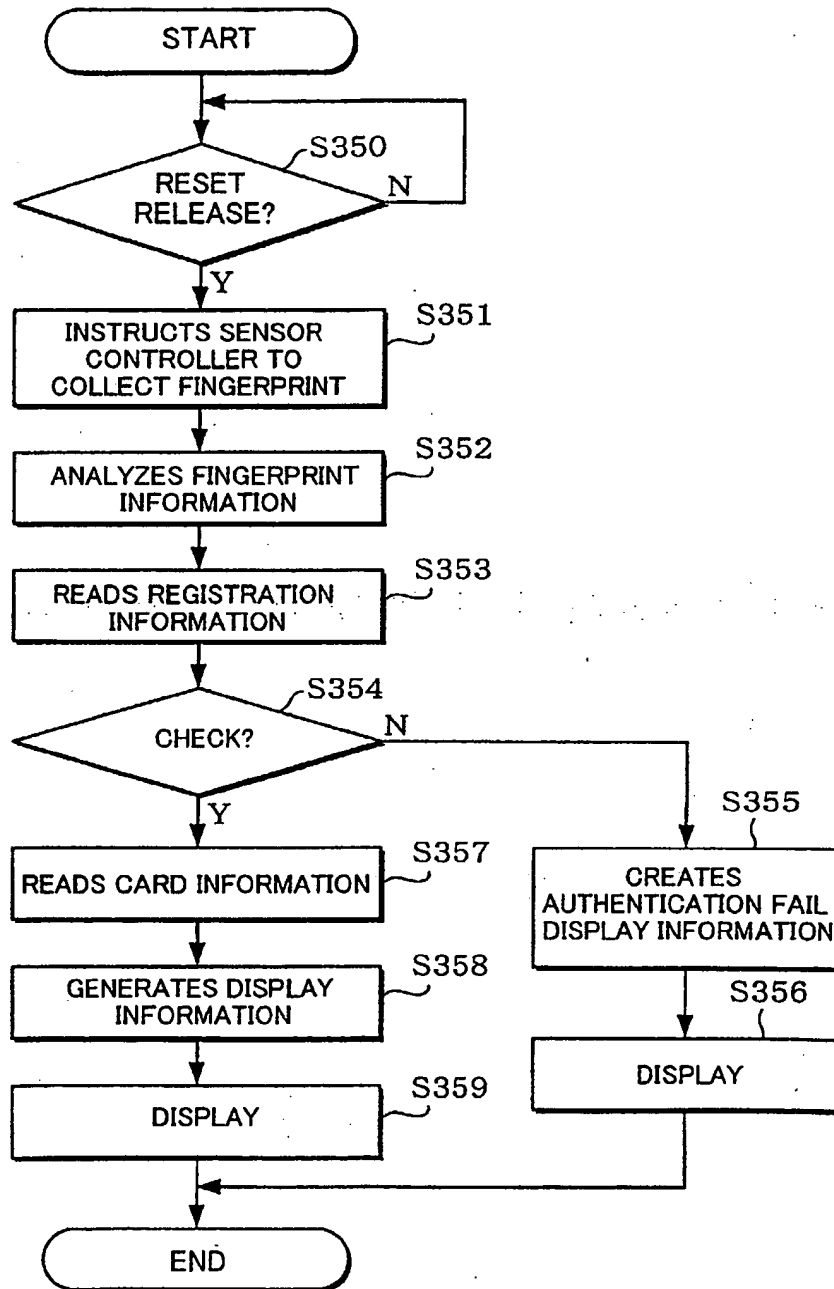 START
S350
RESET
RELEASE?
N
Y
S351
INSTRUCTS SENSOR
CONTROLLER TO
COLLECT FINGERPRINT
S352
ANALYZES FINGERPRINT
INFORMATION
S353
READS REGISTRATION
INFORMATION
S354
CHECK?
N
Y
S355
CREATES
AUTHENTICATION FAIL
DISPLAY INFORMATION
S356
DISPLAY
S357
READS CARD INFORMATION
S358
GENERATES DISPLAY
INFORMATION
S359
DISPLAY
END